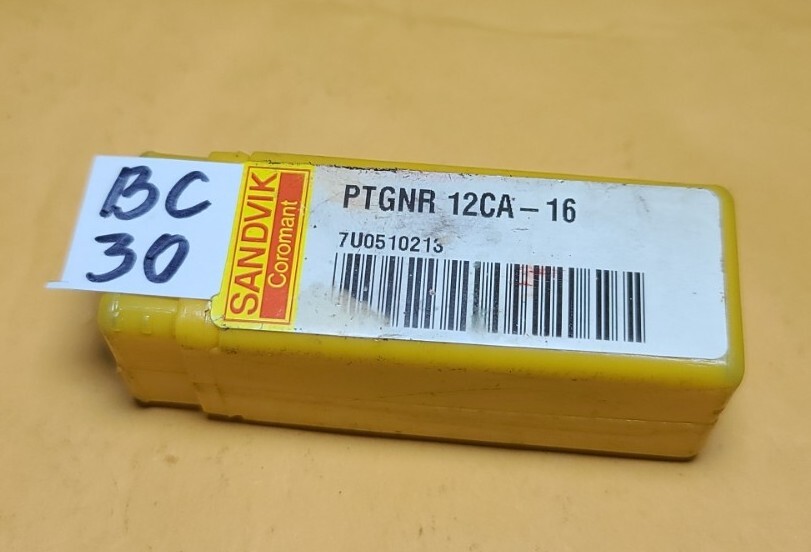 BC
30
SANDVIK
Coromant
PTGNR 12CA-16
7U0510213